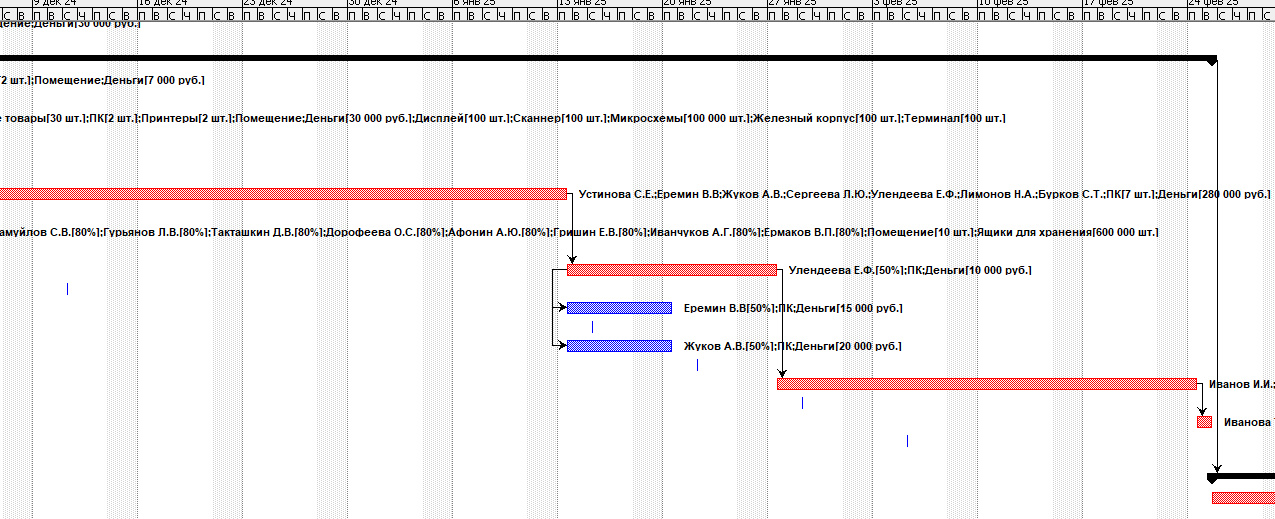 9 дек 24 16 дек 24 23 дек 24 30 дек 24 6 янв 25 13 янв 25 20 янв 25 27 янв 25 3 фев 25 10 фев 25 17 фев 25 24 фев 25
С В П В С Ч П С В П В С Ч П С В П В С Ч П С В П В С Ч П С В П В С Ч П С В П В С Ч П С В П В С Ч П С В П В С Ч П С В П В С Ч П С В П В С Ч П С В П В С Ч П С В П В С Ч П С
ение;Деньги[30 000 руб.]
[2 шт.];Помещение;Деньги[7 000 руб.]
е товары[30 шт.];ПК[2 шт.];Принтеры[2 шт.];Помещение;Деньги[30 000 руб.];Дисплей[100 шт.];Сканнер[100 шт.];Микросхемы[100 000 шт.];Железный корпус[100 шт.];Терминал[100 шт.]
Устинова С.Е.;Еремин В.В;Жуков А.В.;Сергеева Л.Ю.;Улендеева Е.Ф.;Лимонов Н.А.;Бурков С.Т.;ПК[7 шт.];Деньги[280 000 руб.]
амуйлов С.В.[80%];Гурьянов Л.В.[80%];Такташкин Д.В.[80%];Дорофеева О.С.[80%];Афонин А.Ю.[80%];Гришин Е.В.[80%];Иванчуков А.Г.[80%];Ермаков В.П.[80%];Помещение[10 шт.];Ящики для хранения[600 000 шт.]
Улендеева Е.Ф.[50%];ПК;Деньги[10 000 руб.]
Еремин В.В[50%];ПК;Деньги[15 000 руб.]
Жуков А.В.[50%];ПК;Деньги[20 000 руб.]
Иванов И.И.;
Иванова